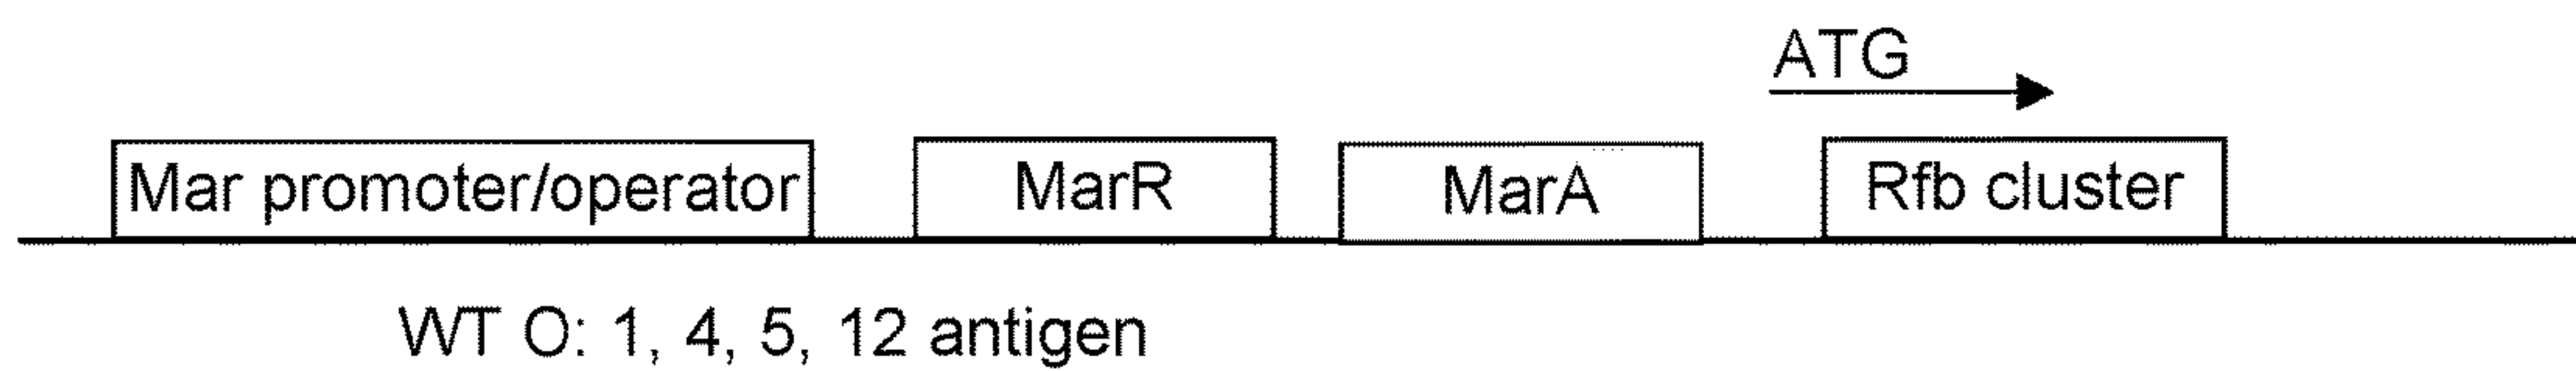 ATG
Mar promoter/operator MarR MarA Rfb cluster
WT O: 1, 4, 5, 12 antigen